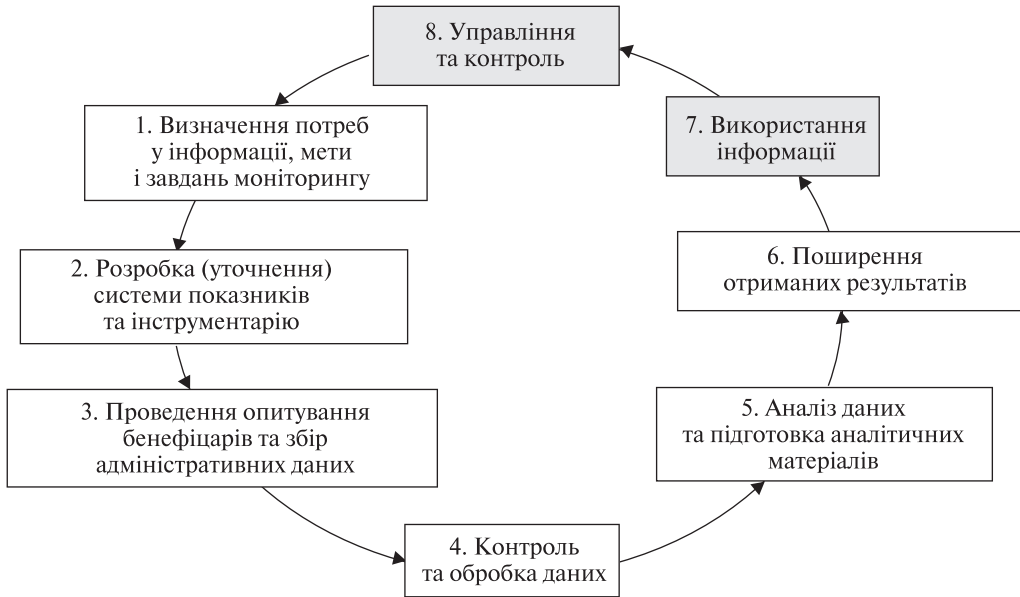 8. Управління
та контроль
1. Визначення потреб
у інформації, мети
і завдань моніторингу
2. Розробка (уточнення)
системи показників
та інструментарію
3. Проведення опитування
бенефіцарів та збір
адміністративних даних
4. Контроль
та обробка даних
5. Аналіз даних
та підготовка аналітичних
матеріалів
6. Поширення
отриманих результатів
7. Використання
інформації